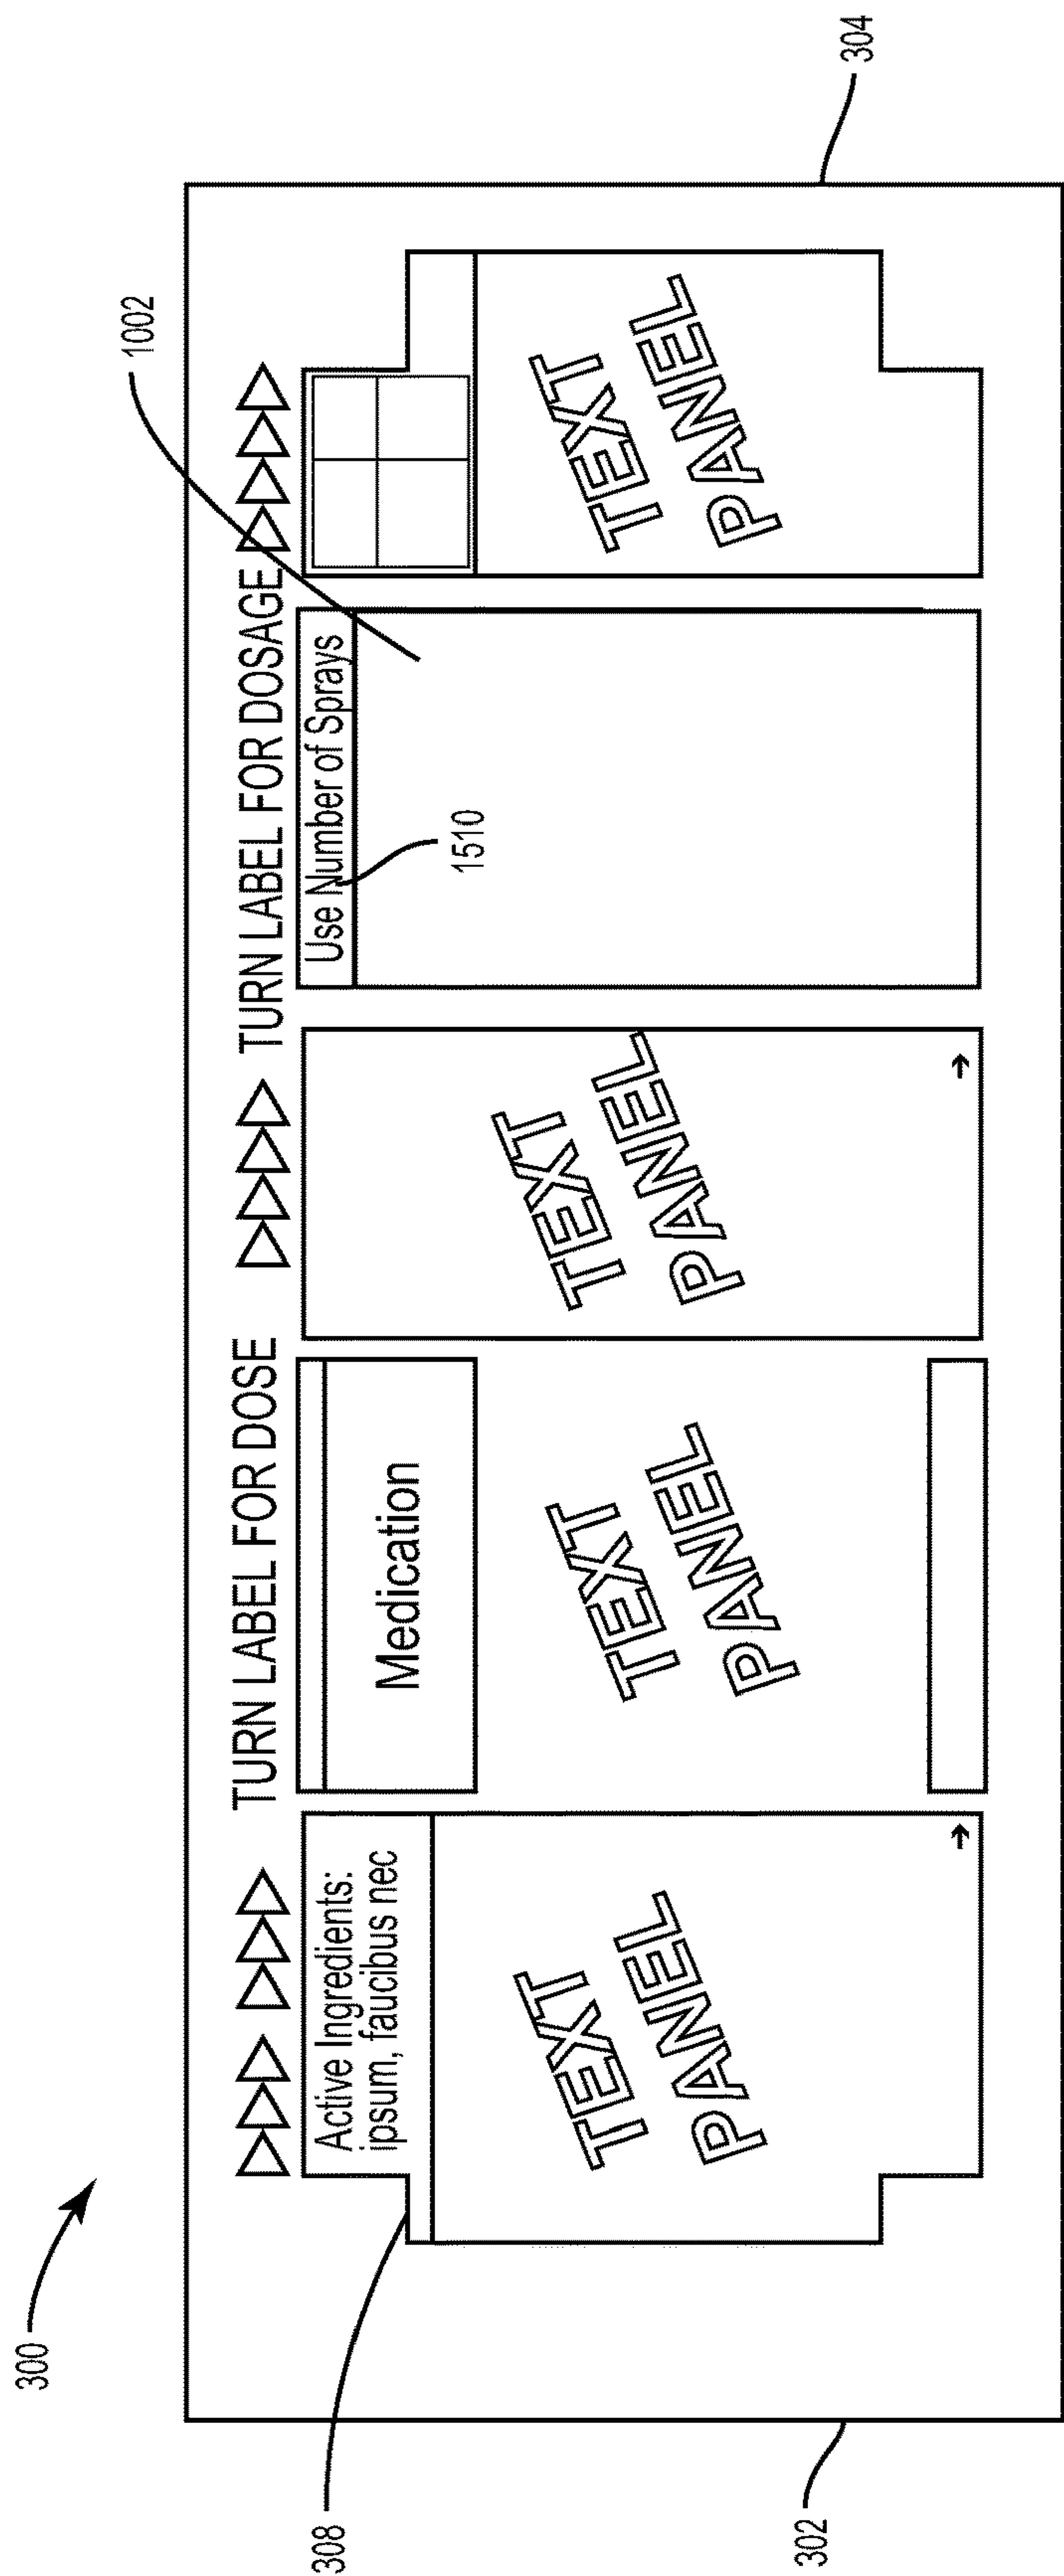 300
308
302
304
1002
1510
TURN LABEL FOR DOSE
TURN LABEL FOR DOSAGE
Active Ingredients:
ipsum, faucibus nec
TEXT
PANEL
Medication
TEXT
PANEL
TEXT
PANEL
Use Number of Sprays
TEXT
PANEL